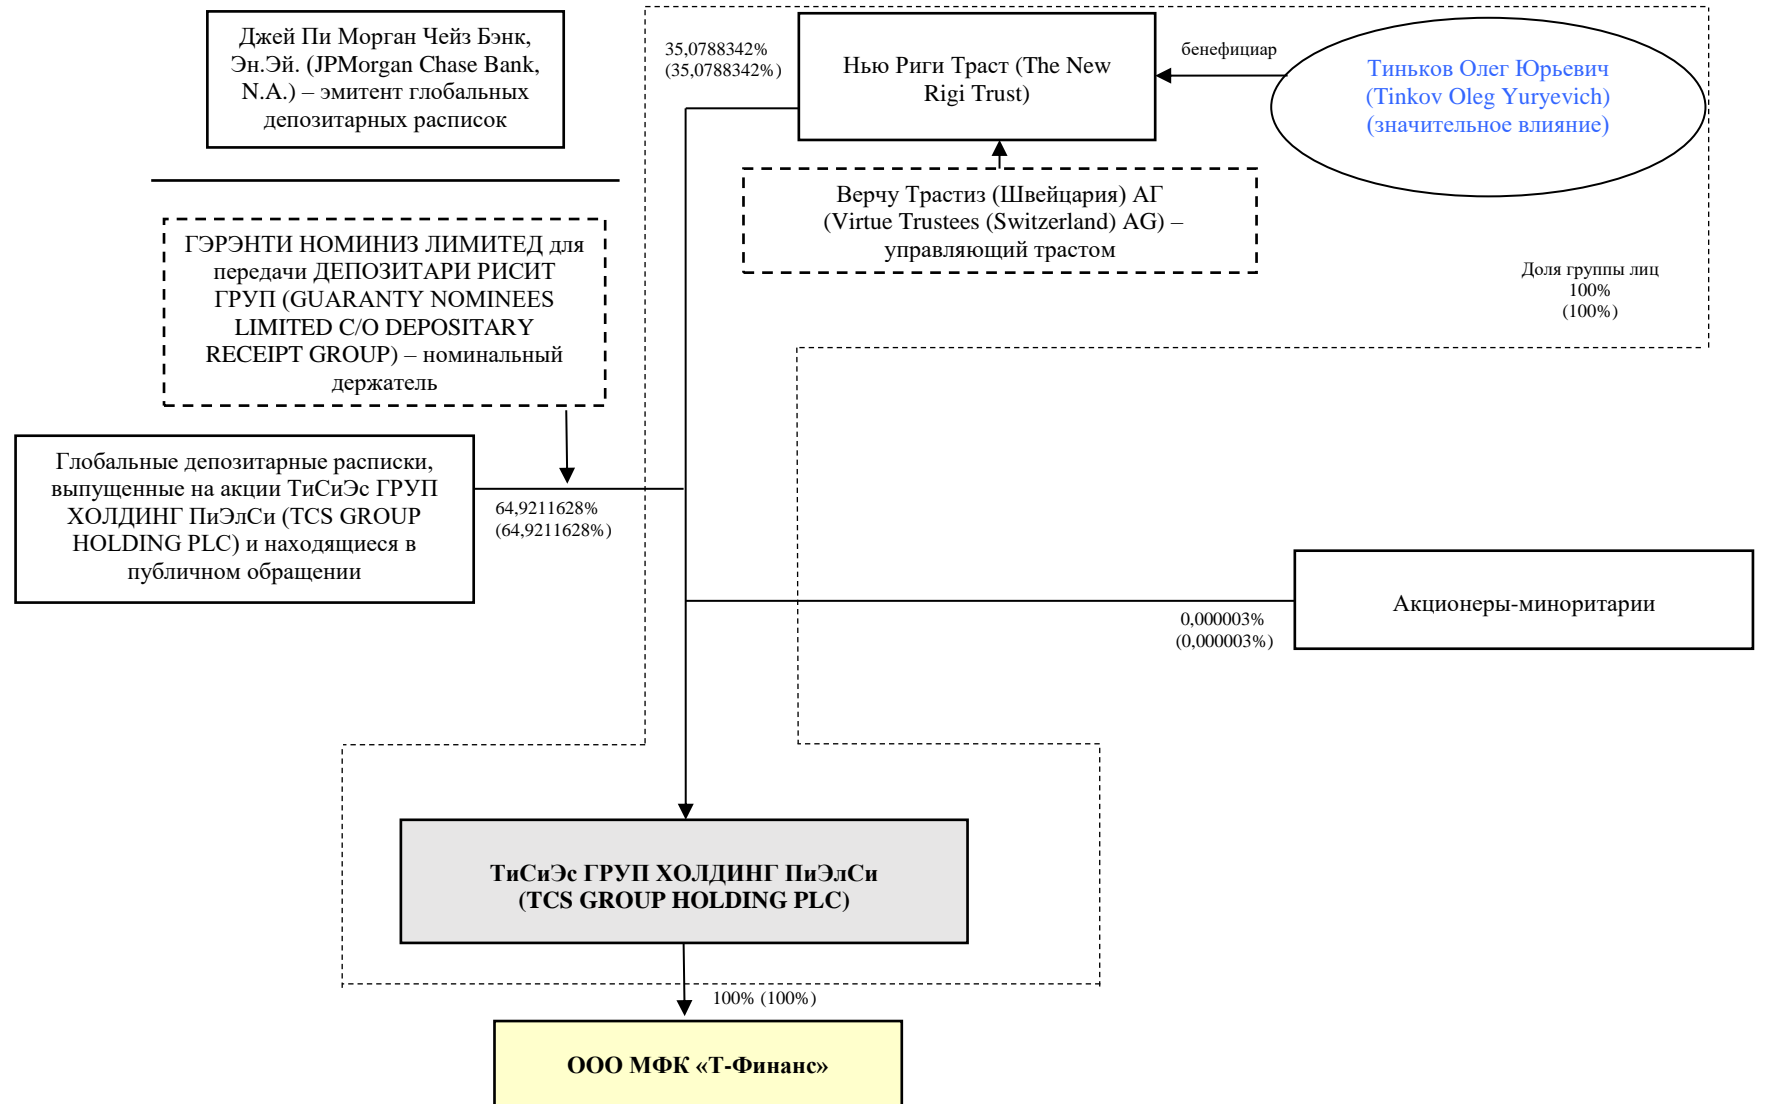 Джей Пи Морган Чейз Бэнк,
Эн.Эй. (JPMorgan Chase Bank,
N.A.) – эмитент глобальных
депозитарных расписок
35,0788342%
(35,0788342%)
Нью Риги Траст (The New
Rigi Trust)
бенефициар
Тиньков Олег Юрьевич
(Tinkov Oleg Yuryevich)
(значительное влияние)
Верчу Трастиз (Швейцария) АГ
(Virtue Trustees (Switzerland) AG) –
управляющий трастом
ГЭРЭНТИ НОМИНИЗ ЛИМИТЕД для
передачи ДЕПОЗИТАРИ РИСИТ
ГРУП (GUARANTY NOMINEES
LIMITED C/O DEPOSITARY
RECEIPT GROUP) – номинальный
держатель
Доля группы лиц
100%
(100%)
Глобальные депозитарные расписки,
выпущенные на акции ТиСиЭс ГРУП
ХОЛДИНГ ПиЭлСи (TCS GROUP
HOLDING PLC) и находящиеся в
публичном обращении
64,9211628%
(64,9211628%)
Акционеры-миноритарии
0,000003%
(0,000003%)
ТиСиЭс ГРУП ХОЛДИНГ ПиЭлСи
(TCS GROUP HOLDING PLC)
100% (100%)
ООО МФК «Т-Финанс»